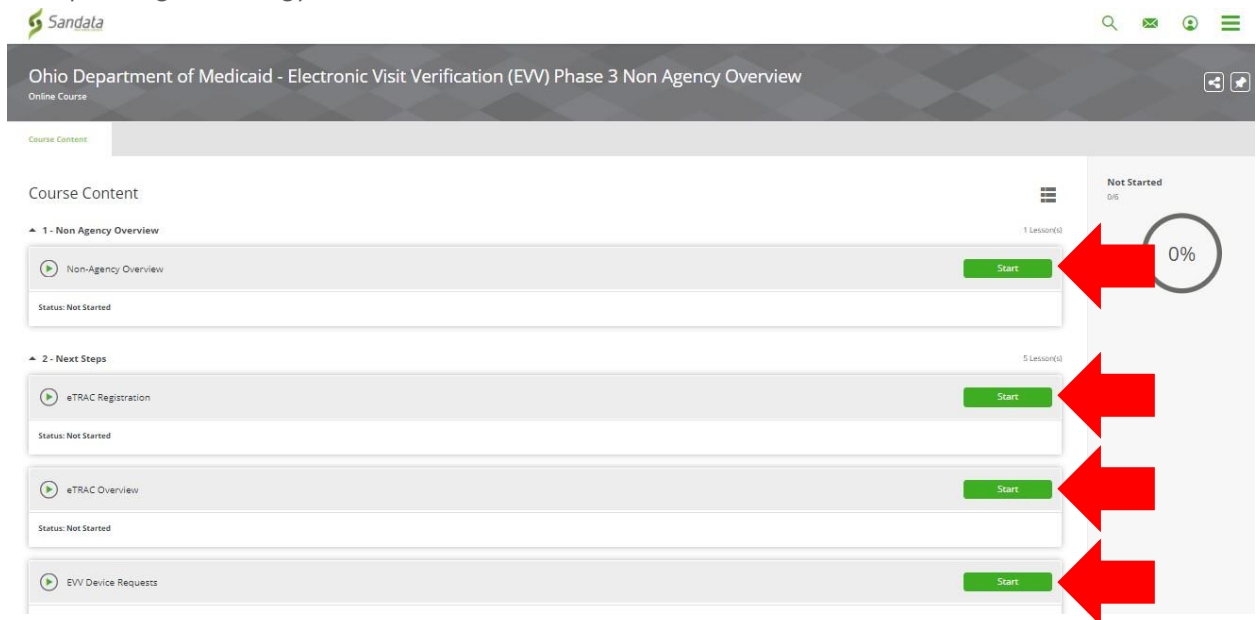 Sandata
Ohio Department of Medicaid - Electronic Visit Verification (EVV) Phase 3 Non Agency Overview
Online Course
Course Content
Course Content
Not Started
0/6
0%
1 - Non Agency Overview
1 Lesson(s)
Non-Agency Overview
Start
Status: Not Started
2 - Next Steps
5 Lesson(s)
eTRAC Registration
Start
Status: Not Started
eTRAC Overview
Start
Status: Not Started
EVV Device Requests
Start